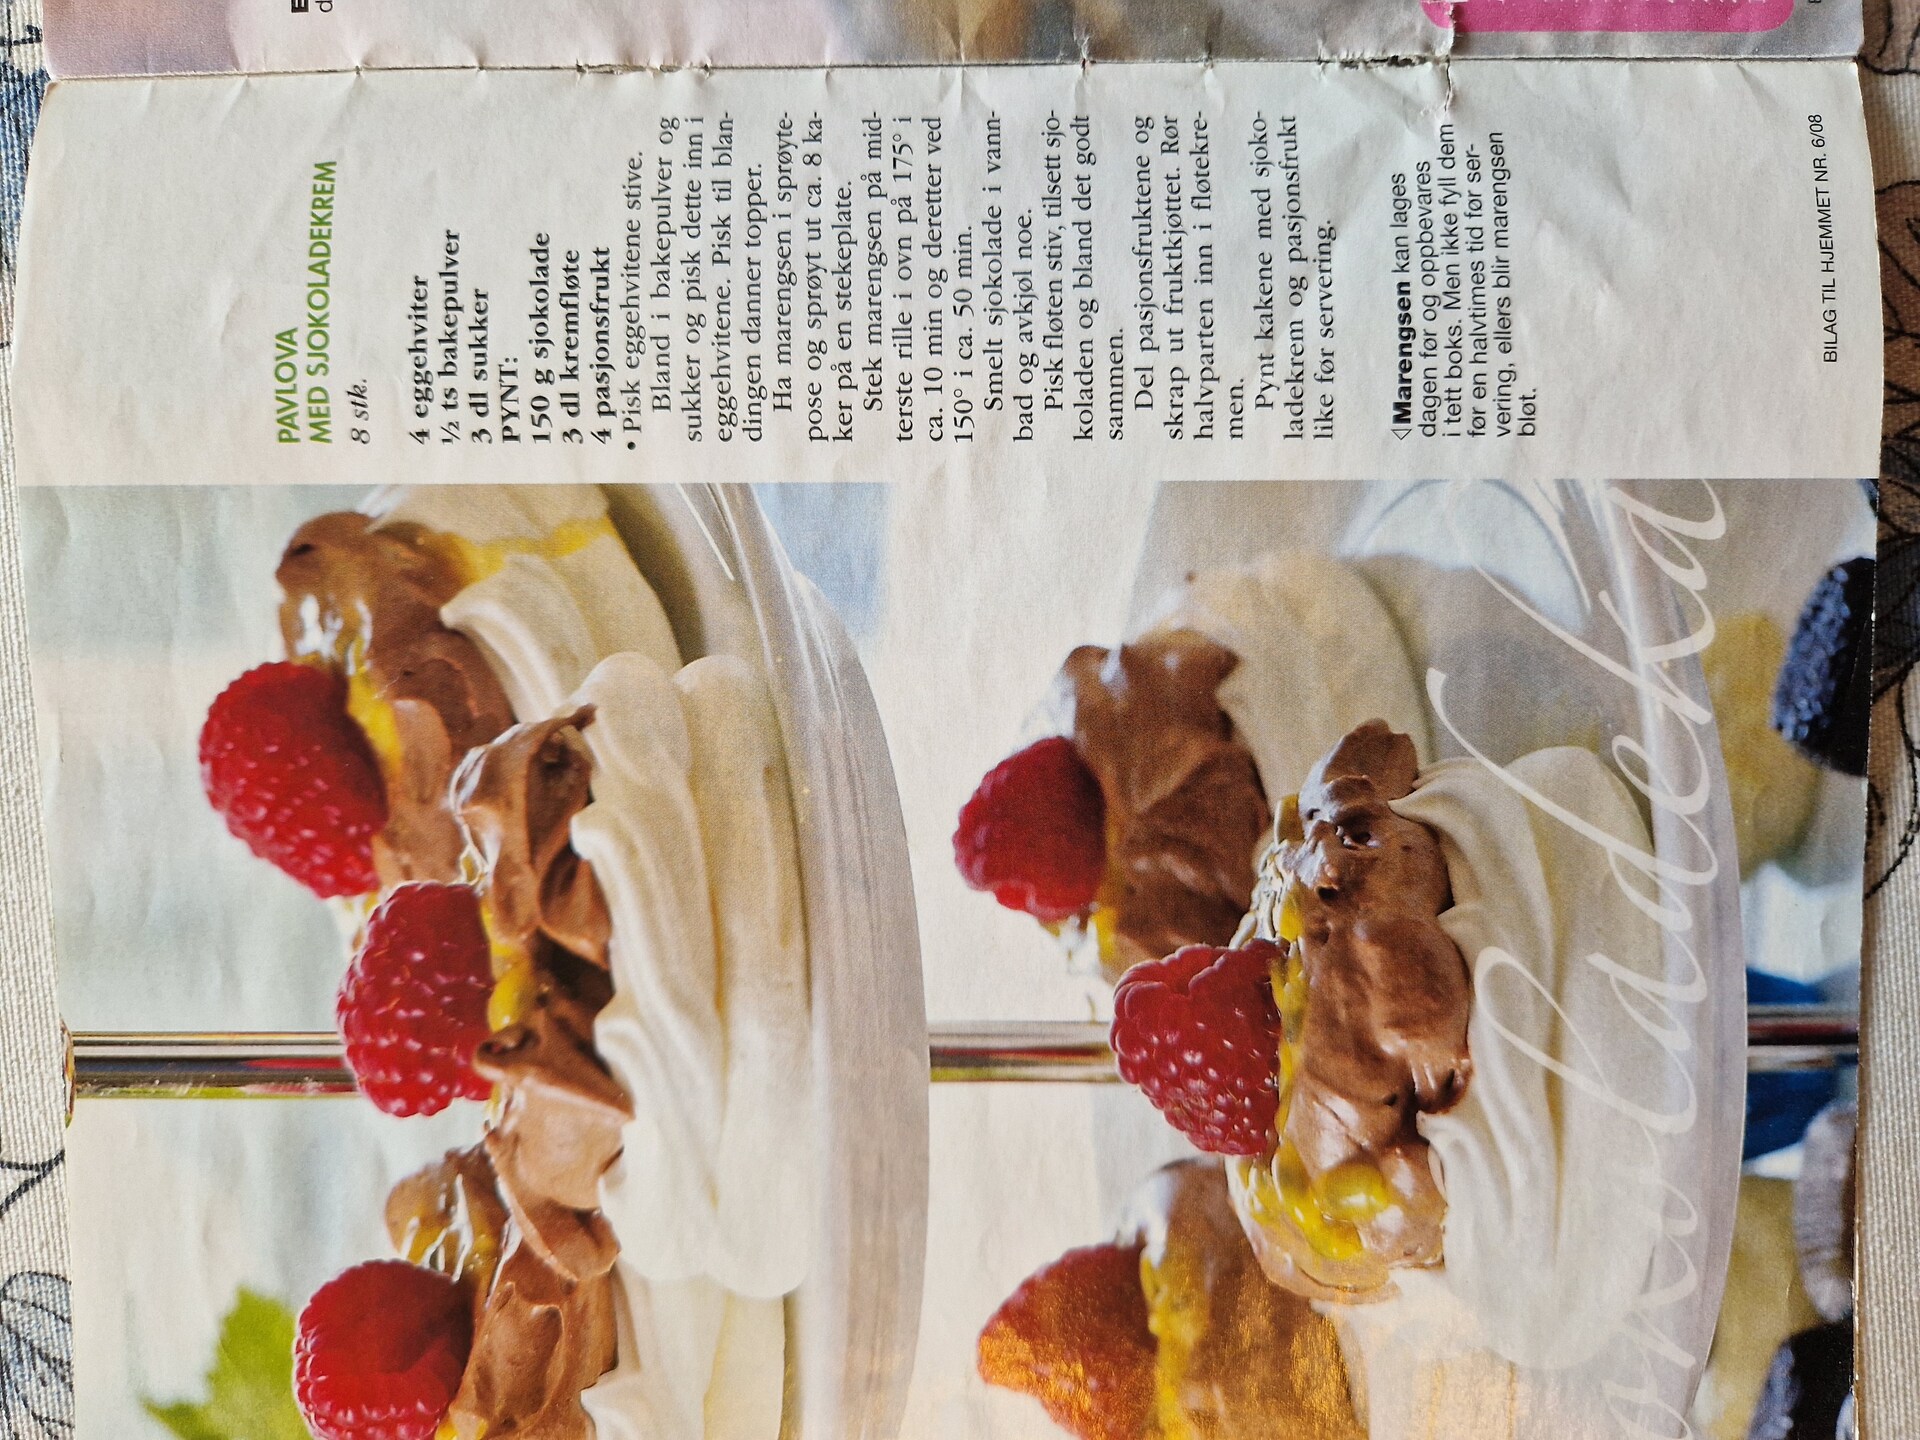 PAVLOVA
MED SJOKOLADEKREM
8 stk.
4 eggehviter
½ ts bakepulver
3 dl sukker
PYNT:
150 g sjokolade
3 dl kremfløte
4 pasjonsfrukt
• Pisk eggehvitene stive.
Bland i bakepulver og
sukker og pisk dette inn i
eggehvitene. Pisk til blan-
dingen danner topper.
Ha marengsen i sprøyte-
pose og sprøyt ut ca. 8 ka-
ker på en stekeplate.
Stek marengsen på mid-
terste rille i ovn på 175° i
ca. 10 min og deretter ved
150° i ca. 50 min.
Smelt sjokolade i vann-
bad og avkjøl noe.
Pisk fløten stiv, tilsett sjo-
koladen og bland det godt
sammen.
Del pasjonsfruktene og
skrap ut fruktkjøttet. Rør
halvparten inn i fløtekre-
men.
Pynt kakene med sjoko-
ladekrem og pasjonsfrukt
like før servering.
◁ Marengsen kan lages
dagen før og oppbevares
i tett boks. Men ikke fyll dem
før en halvtimes tid før ser-
vering, ellers blir marengsen
bløt.
okoladeka
BILAG TIL HJEMMET NR. 6/08